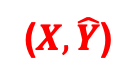 (X, Ŷ)